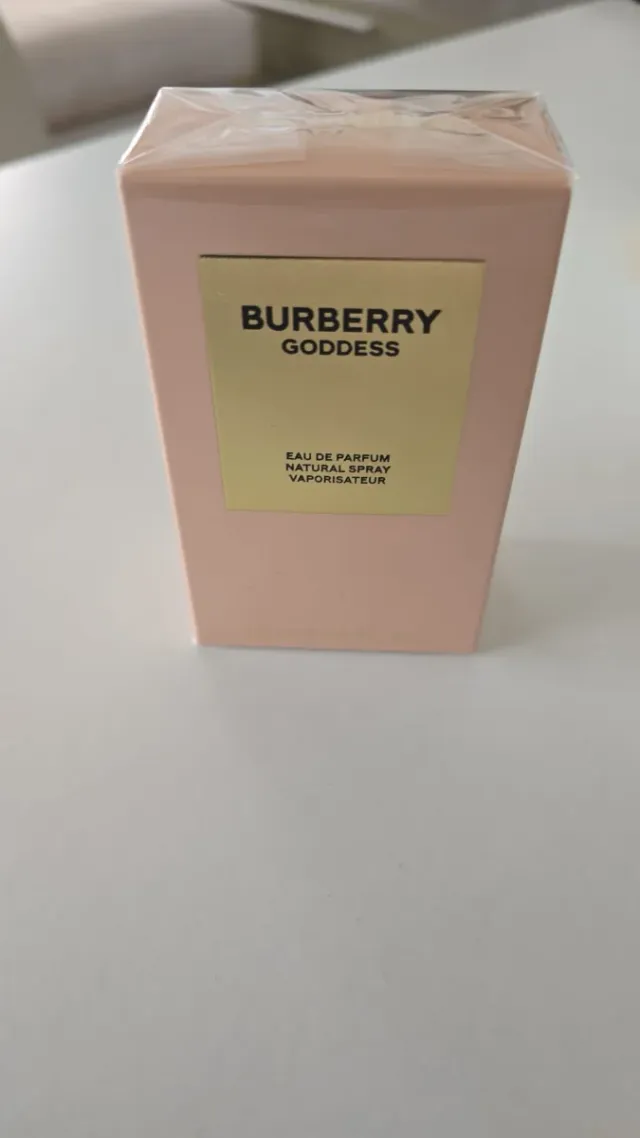 BURBERRY
GODDESS
EAU DE PARFUM
NATURAL SPRAY
VAPORISATEUR